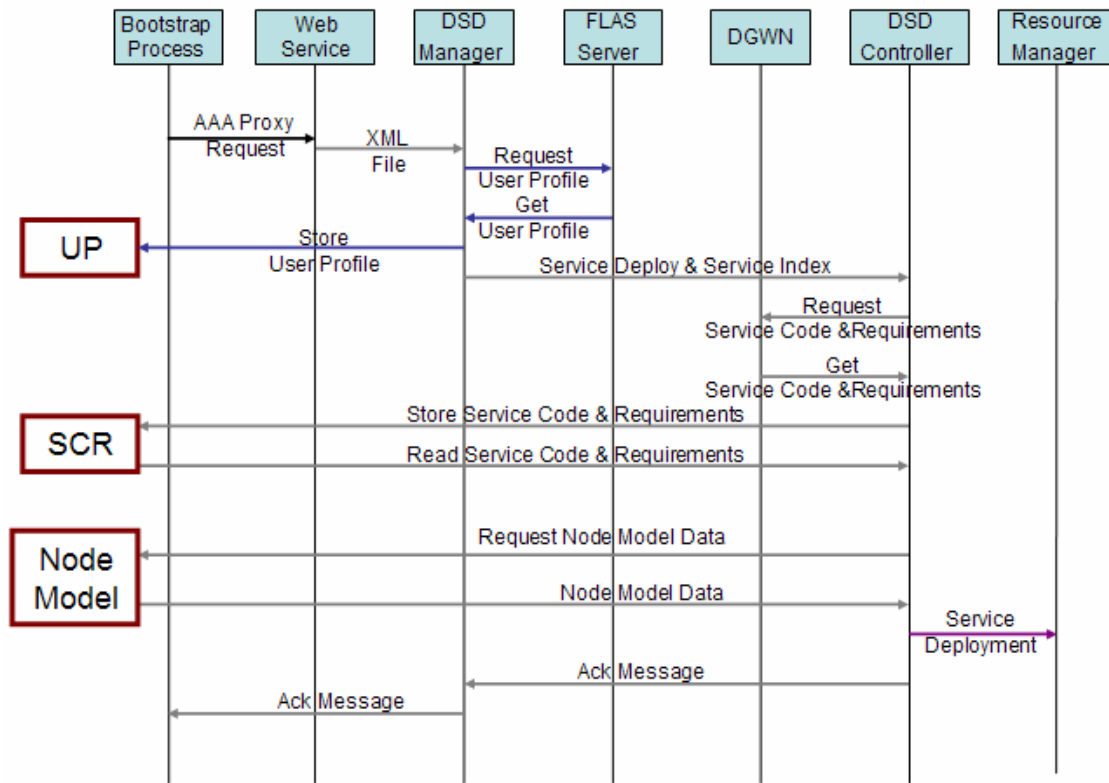 Bootstrap
Process
Web
Service
DSD
Manager
FLAS
Server
DGWN
DSD
Controller
Resource
Manager
AAA Proxy
Request
XML
File
Request
User Profile
Get
User Profile
UP
Store
User Profile
Service Deploy & Service Index
Request
Service Code &Requirements
Get
Service Code &Requirements
SCR
Store Service Code & Requirements
Read Service Code & Requirements
Node
Model
Request Node Model Data
Node Model Data
Service
Deployment
Ack Message
Ack Message